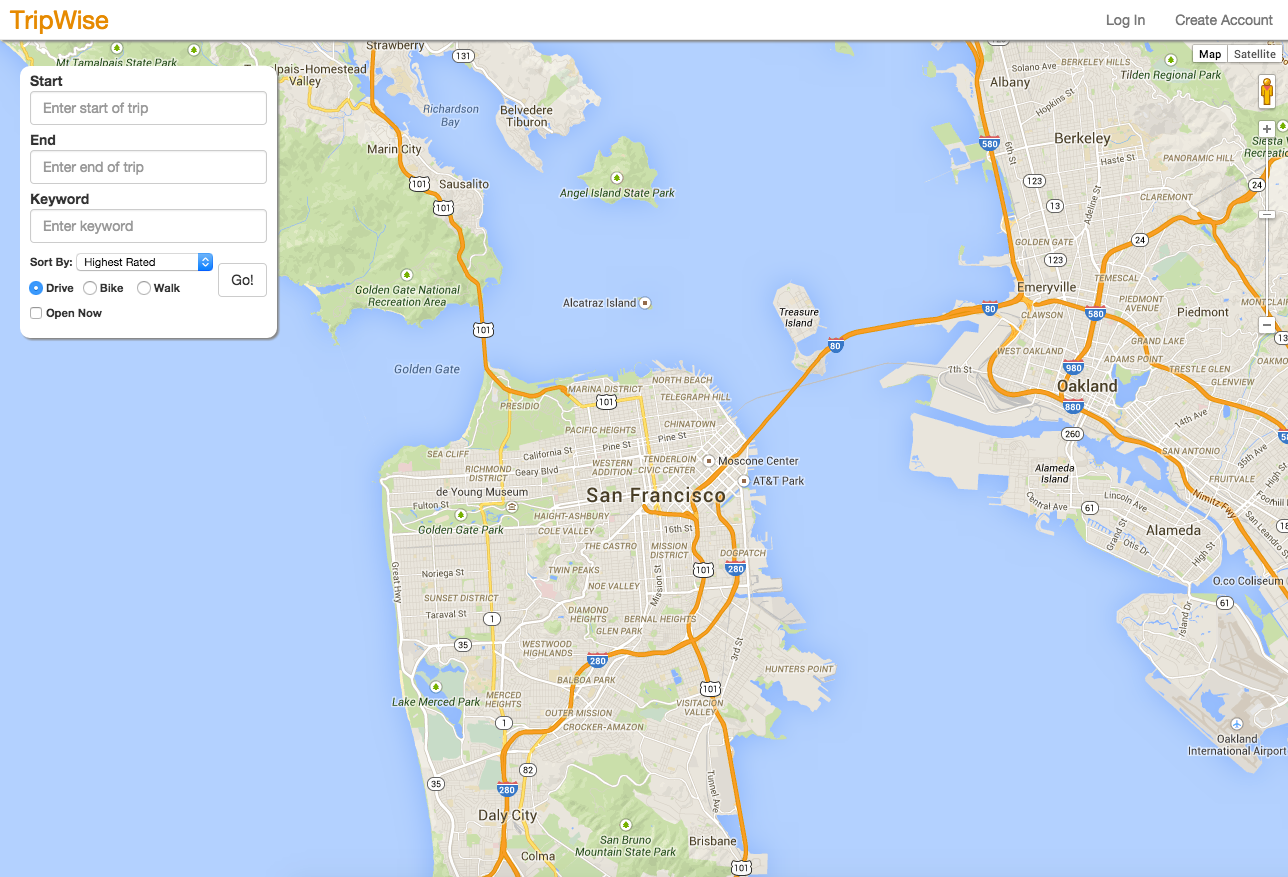 TripWise
Log In
Create Account
Map
Satellite
Start
Enter start of trip
End
Enter end of trip
Keyword
Enter keyword
Sort By:
Highest Rated
Go!
Drive
Bike
Walk
Open Now
Strawberry
131
Mt Tamalpais State Park
alpais-Homestead
Valley
Richmond
Bay
Belvedere
Tiburon
Marin City
101
Sausalito
101
Angel Island State Park
Golden Gate National
Recreation Area
Alcatraz Island
Treasure
Island
101
80
Golden Gate
Solano Ave
BERKELEY HILLS
Tilden Regional Park
Albany
Hopkins St
580
6th St
Berkeley
Haste St
PANORAMIC HILL
Siesta
Recreatio
123
Adeline St
13
24
CLAREMONT
24
GOLDEN GATE
123
TEMESCAL
Emeryville
80
CLAWSON
580
PIEDMONT
AVENUE
MONTCLAIR
Piedmont
13
GRAND LAKE
WEST OAKLAND
ADAMS POINT
980
7th St
TRESTLE GLEN
OAKMO
GLENVIEW
Oakland
880
260
14th Ave
SAN ANTONIO
58
35th Ave
High St
FRUITVALE
Foothill
Alameda
Island
Lincoln Ave
Central Ave
61
Nimitz Fwy
Grand St
Otis Dr
Alameda
High St
San Leandro St
O.co Coliseum
61
Island Dr
Oakland
International Airport
MARINA DISTRICT
NORTH BEACH
PRESIDIO
101
TELEGRAPH HILL
PACIFIC HEIGHTS
CHINATOWN
Pine St
Pine St
SEA CLIFF
California St
RICHMOND
DISTRICT
Geary Blvd
WESTERN
ADDITION
TENDERLOIN
CIVIC CENTER
Moscone Center
AT&T Park
de Young Museum
San Francisco
Fulton St
Golden Gate Park
HAIGHT-ASHBURY
COLE VALLEY
16th St
THE CASTRO
MISSION
DISTRICT
DOGPATCH
101
280
Great Hwy
Noriega St
TWIN PEAKS
NOE VALLEY
Mission St
SUNSET DISTRICT
Taraval St
1
DIAMOND
HEIGHTS
BERNAL HEIGHTS
GLEN PARK
35
WESTWOOD
HIGHLANDS
3rd St
280
HUNTERS POINT
BALBOA PARK
101
Lake Merced Park
MERCED
HEIGHTS
VISITACION
VALLEY
OUTER MISSION
1
CROCKER-AMAZON
82
35
280
Tunnel Ave
Daly City
San Bruno
Mountain State Park
Brisbane
Colma
101